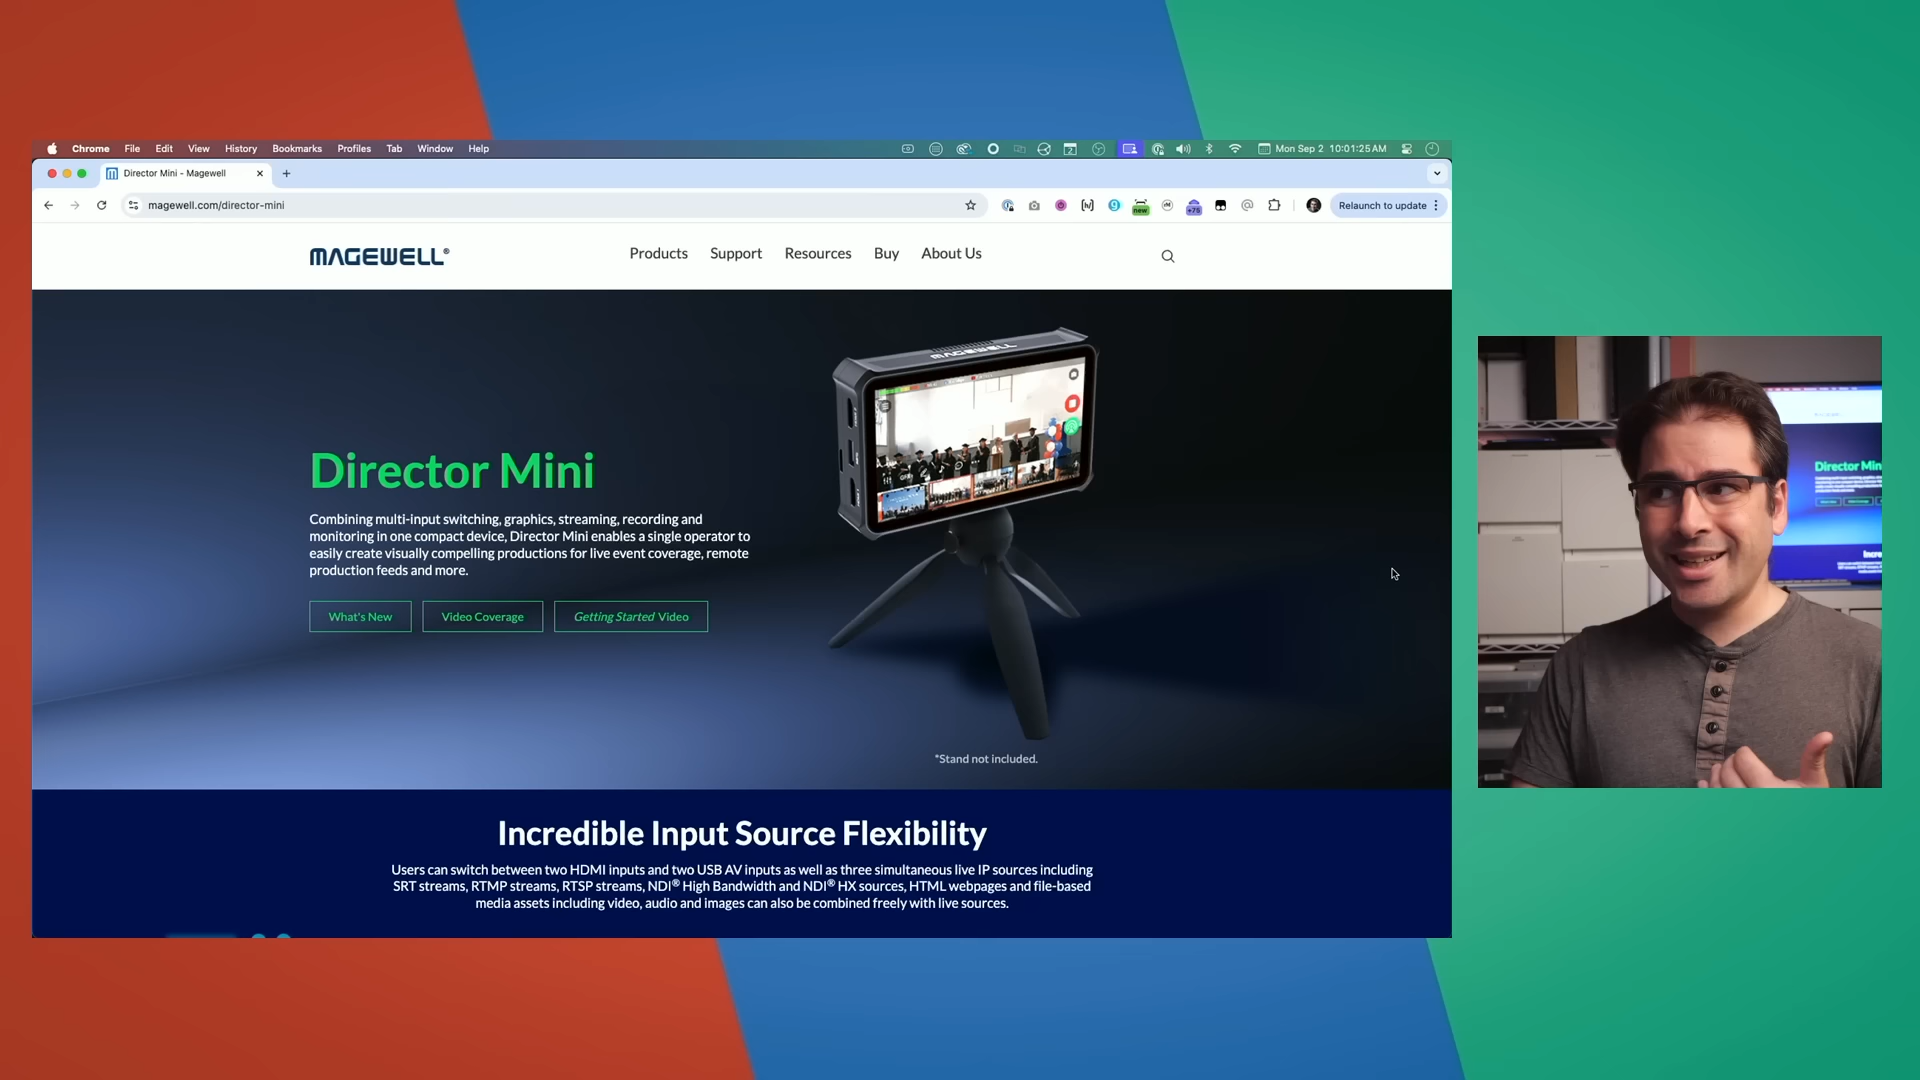 Chrome File Edit View History Bookmarks Profiles Tab Window Help
2
Mon Sep 2 10:01:25 AM
Director Mini - Magewell
magewell.com/director-mini
new
+75
Relaunch to update
MAGEWELL®
Products Support Resources Buy About Us
MAGEWELL
Director Mini
Combining multi-input switching, graphics, streaming, recording and
monitoring in one compact device, Director Mini enables a single operator to
easily create visually compelling productions for live event coverage, remote
production feeds and more.
What's New
Video Coverage
Getting Started Video
*Stand not included.
Incredible Input Source Flexibility
Users can switch between two HDMI inputs and two USB AV inputs as well as three simultaneous live IP sources including
SRT streams, RTMP streams, RTSP streams, NDI® High Bandwidth and NDI® HX sources, HTML webpages and file-based
media assets including video, audio and images can also be combined freely with live sources.
Director Min
Incre